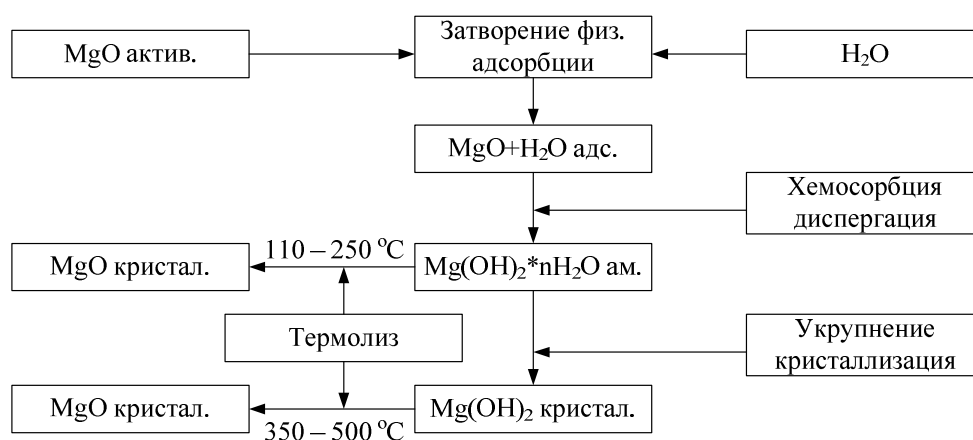 MgO актив.
Затворение физ.
адсорбции
H₂O
MgO+H₂O адс.
Хемосорбция
диспергация
MgO кристал.
110 – 250 °C
Mg(OH)₂*nH₂O ам.
Термолиз
Укрупнение
кристаллизация
MgO кристал.
350 – 500 °C
Mg(OH)₂ кристал.